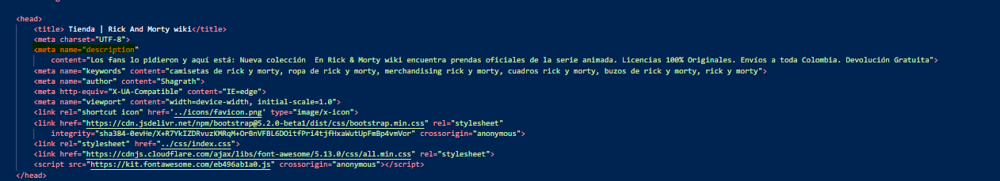 <head>
<title> Tienda | Rick And Morty wiki</title>
<meta charset="UTF-8">
<meta name="description"
content="Los fans lo pidieron y aquí está: Nueva colección  En Rick & Morty wiki encuentra prendas oficiales de la serie animada. Licencias 100% Originales. Envíos a toda Colombia. Devolución Gratuita">
<meta name="keywords" content="camisetas de rick y morty, ropa de rick y morty, merchandising rick y morty, cuadros rick y morty, buzos de rick y morty, rick y morty">
<meta name="author" content="Shagrath">
<meta http-equiv="X-UA-Compatible" content="IE=edge">
<meta name="viewport" content="width=device-width, initial-scale=1.0">
<link rel="shortcut icon" href='../icons/favicon.png' type="image/x-icon">
<link href="https://cdn.jsdelivr.net/npm/bootstrap@5.2.0-beta1/dist/css/bootstrap.min.css" rel="stylesheet"
integrity="sha384-0evHe/X+R7YkIZDRvuzKMRqM+OrBnVFBL6DOitfPri4tjfHxaWutUpFmBp4vmVor" crossorigin="anonymous">
<link rel="stylesheet" href="../css/index.css">
<link href="https://cdnjs.cloudflare.com/ajax/libs/font-awesome/5.13.0/css/all.min.css" rel="stylesheet">
<script src="https://kit.fontawesome.com/eb496ab1a0.js" crossorigin="anonymous"></script>
</head>